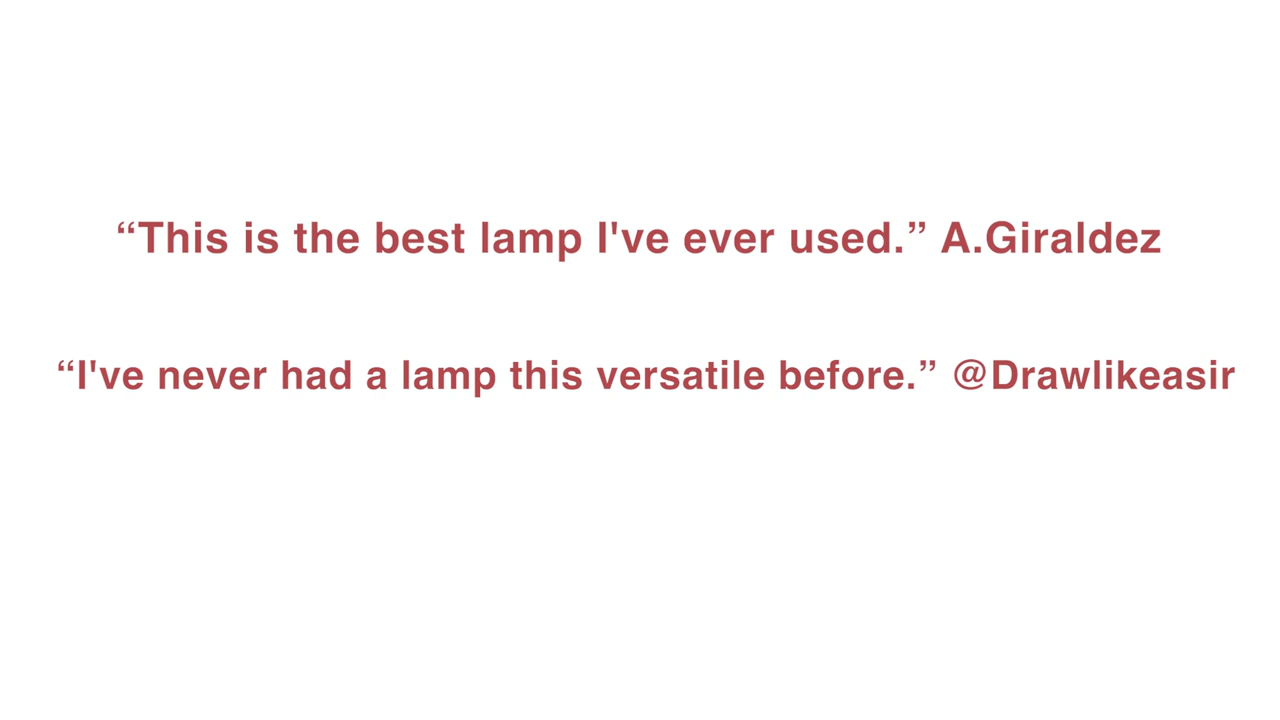 “This is the best lamp I've ever used.” A.Giraldez
“I've never had a lamp this versatile before.” @Drawlikeasir